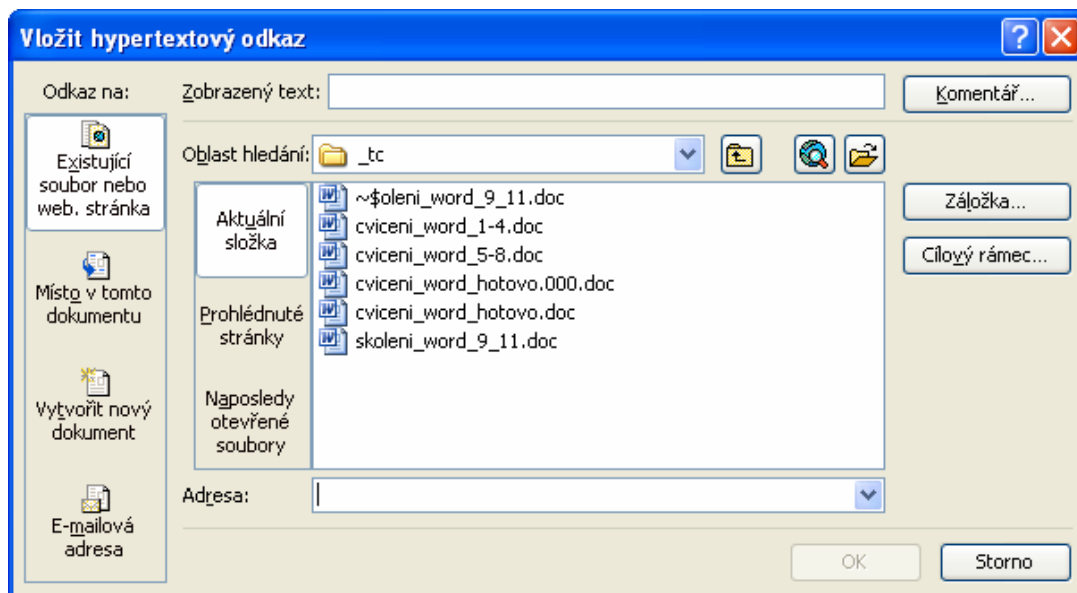 Vložit hypertextový odkaz
Odkaz na:
Zobrazený text:
Komentář...
Existující
soubor nebo
web. stránka
Oblast hledání:
_tc
Místo v tomto
dokumentu
Vytvořit nový
dokument
E-mailová
adresa
Aktuální
složka
Prohlédnuté
stránky
Naposledy
otevřené
soubory
~$oleni_word_9_11.doc
cviceni_word_1-4.doc
cviceni_word_5-8.doc
cviceni_word_hotovo.000.doc
cviceni_word_hotovo.doc
skoleni_word_9_11.doc
Záložka...
Cílový rámec...
Adresa:
OK
Storno